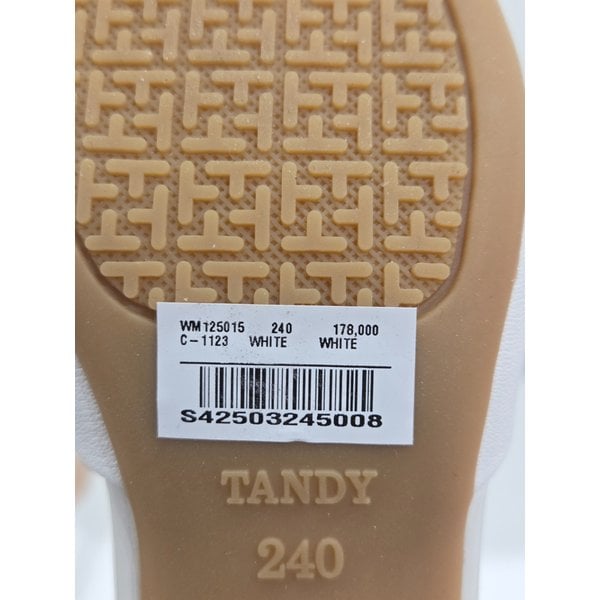 WM125015 240 178,000
C-1123 WHITE WHITE
S42503245008
TANDY
240